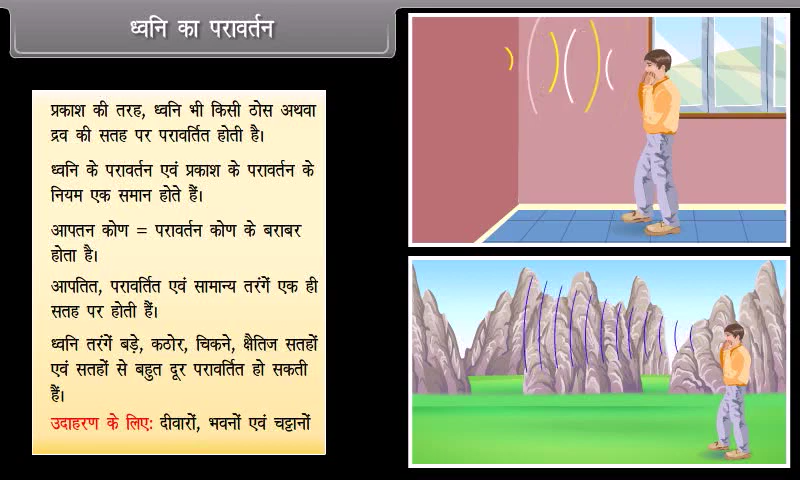 ध्वनि का परावर्तन
प्रकाश की तरह, ध्वनि भी किसी ठोस अथवा
द्रव की सतह पर परावर्तित होती है।
ध्वनि के परावर्तन एवं प्रकाश के परावर्तन के
नियम एक समान होते हैं।
आपतन कोण = परावर्तन कोण के बराबर
होता है।
आपतित, परावर्तित एवं सामान्य तरंगें एक ही
सतह पर होती हैं।
ध्वनि तरंगें बड़े, कठोर, चिकने, क्षैतिज सतहों
एवं सतहों से बहुत दूर परावर्तित हो सकती
हैं।
उदाहरण के लिए: दीवारों, भवनों एवं चट्टानों